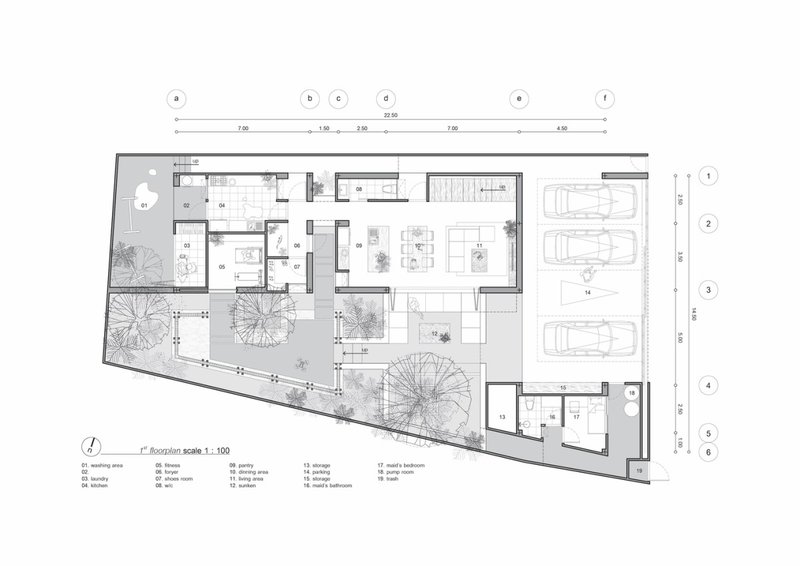 a b c d e f
22.50
7.00 1.50 2.50 7.00 4.50
up
1
08
up
01 02 04
2.50
2
06
03
09 10 11
3.50
05 07
14.50
3
14
12
5.00
up
15
4
18
13 16 17
2.50
5
1.00
6
19
n
1st floorplan scale 1 : 100
01. washing area
02.
03. laundry
04. kitchen
05. fitness
06. foryer
07. shoes room
08. w/c
09. pantry
10. dinning area
11. living area
12. sunken
13. storage
14. parking
15. storage
16. maid's bathroom
17. maid's bedroom
18. pump room
19. trash